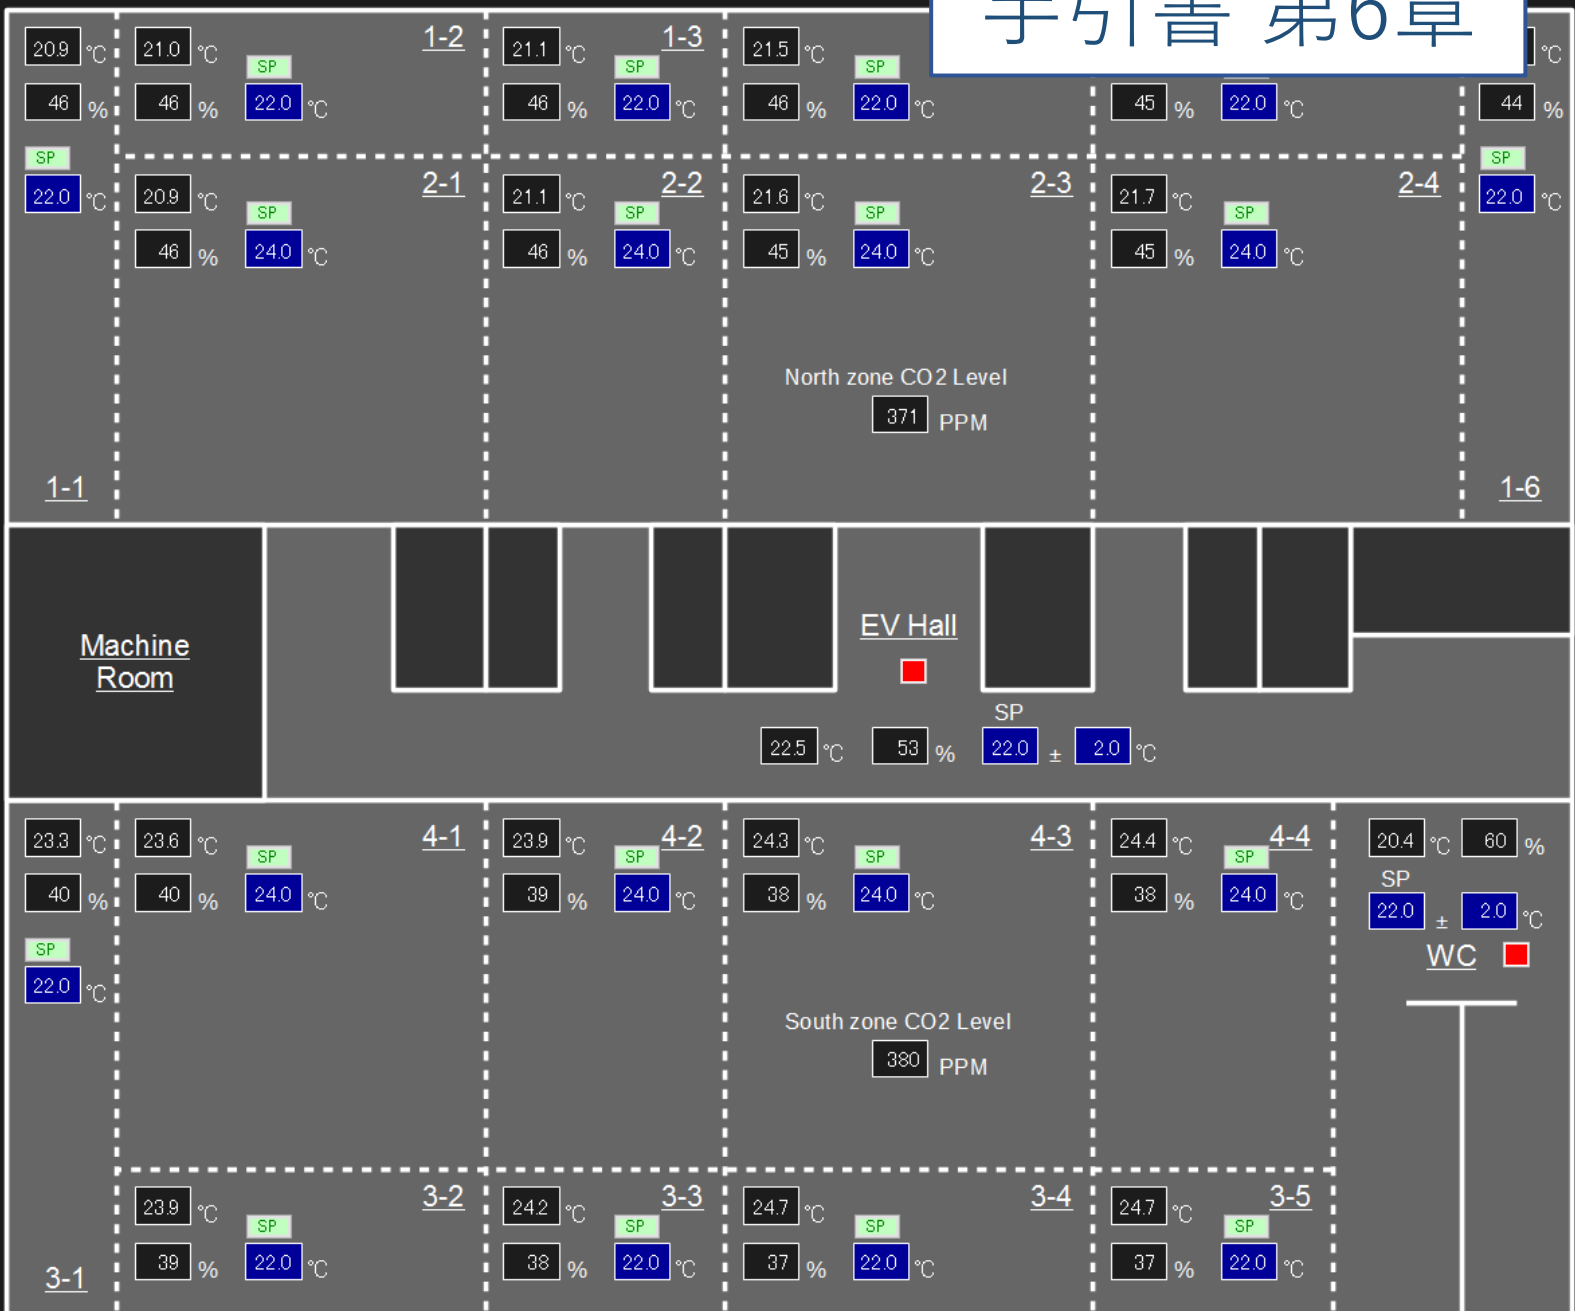 手引書 第6章
20.9 ℃ 21.0 ℃ 1-2 21.1 ℃ 1-3 21.5 ℃ ℃
SP SP SP
46 % 46 % 22.0 ℃ 46 % 22.0 ℃ 46 % 22.0 ℃ 45 % 22.0 ℃ 44 %
SP SP
22.0 ℃ 20.9 ℃ 2-1 21.1 ℃ 2-2 21.6 ℃ 2-3 21.7 ℃ 2-4 22.0 ℃
SP SP SP SP
46 % 24.0 ℃ 46 % 24.0 ℃ 45 % 24.0 ℃ 45 % 24.0 ℃
North zone CO2 Level
371 PPM
1-1 1-6
EV Hall
Machine
Room
SP
22.5 ℃ 53 % 22.0 ± 2.0 ℃
23.3 ℃ 23.6 ℃ 4-1 23.9 ℃ 4-2 24.3 ℃ 4-3 24.4 ℃ 4-4 20.4 ℃ 60 %
SP SP SP SP SP
40 % 40 % 24.0 ℃ 39 % 24.0 ℃ 38 % 24.0 ℃ 38 % 24.0 ℃ 22.0 ± 2.0 ℃
SP WC
22.0 ℃
South zone CO2 Level
380 PPM
23.9 ℃ 3-2 24.2 ℃ 3-3 24.7 ℃ 3-4 24.7 ℃ 3-5
SP SP SP SP
39 % 22.0 ℃ 38 % 22.0 ℃ 37 % 22.0 ℃ 37 % 22.0 ℃
3-1